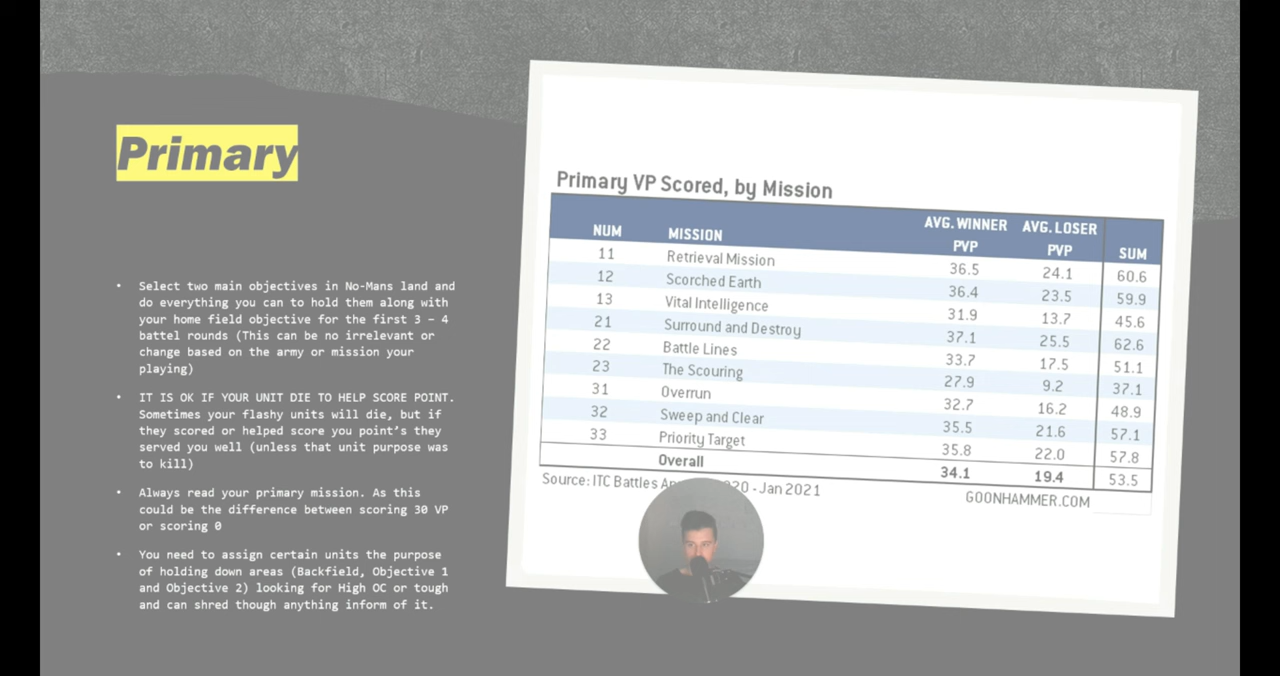 Primary
• Select two main objectives in No-Mans land and
do everything you can to hold them along with
your home field objective for the first 3 – 4
battel rounds (This can be no irrelevant or
change based on the army or mission your
playing)
• IT IS OK IF YOUR UNIT DIE TO HELP SCORE POINT.
Sometimes your flashy units will die, but if
they scored or helped score you point’s they
served you well (unless that unit purpose was
to kill)
• Always read your primary mission. As this
could be the difference between scoring 30 VP
or scoring 0
• You need to assign certain units the purpose
of holding down areas (Backfield, Objective 1
and Objective 2) looking for High OC or tough
and can shred though anything inform of it.
Primary VP Scored, by Mission
NUM MISSION AVG. WINNER PVP AVG. LOSER PVP SUM
11 Retrieval Mission 36.5 24.1 60.6
12 Scorched Earth 36.4 23.5 59.9
13 Vital Intelligence 31.9 13.7 45.6
21 Surround and Destroy 37.1 25.5 62.6
22 Battle Lines 33.7 17.5 51.1
23 The Scouring 27.9 9.2 37.1
31 Overrun 32.7 16.2 48.9
32 Sweep and Clear 35.5 21.6 57.1
33 Priority Target 35.8 22.0 57.8
Overall 34.1 19.4 53.5
Source: ITC Battles - Jan 2021
GOONHAMMER.COM